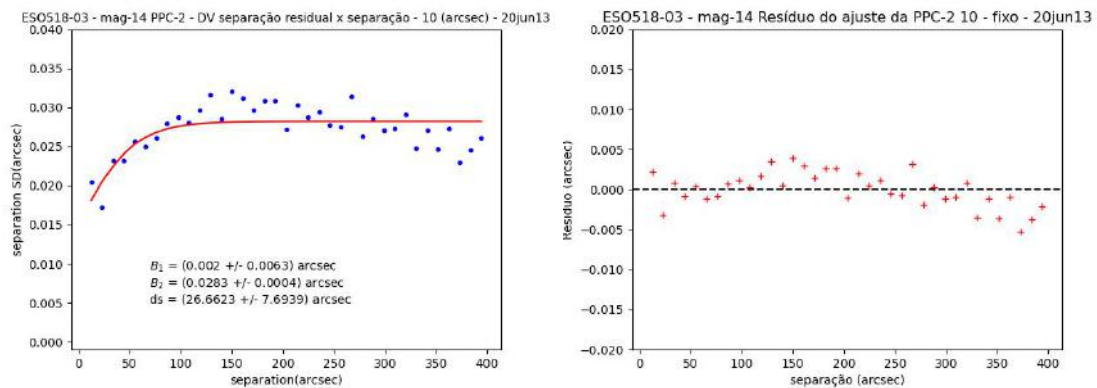 ESO518-03 - mag-14 PPC-2 - DV separação residual x separação - 10 (arcsec) - 20jun13
0.040
0.035
0.030
0.025
0.020
0.015
0.010
0.005
0.000
separation SD(arcsec)
B₁ = (0.002 +/- 0.0063) arcsec
B₂ = (0.0283 +/- 0.0004) arcsec
ds = (26.6623 +/- 7.6939) arcsec
0 50 100 150 200 250 300 350 400
separation(arcsec)
ESO518-03 - mag-14 Resíduo do ajuste da PPC-2 10 - fixo - 20jun13
0.020
0.015
0.010
0.005
0.000
−0.005
−0.010
−0.015
−0.020
Resíduo (arcsec)
0 50 100 150 200 250 300 350 400
separação (arcsec)